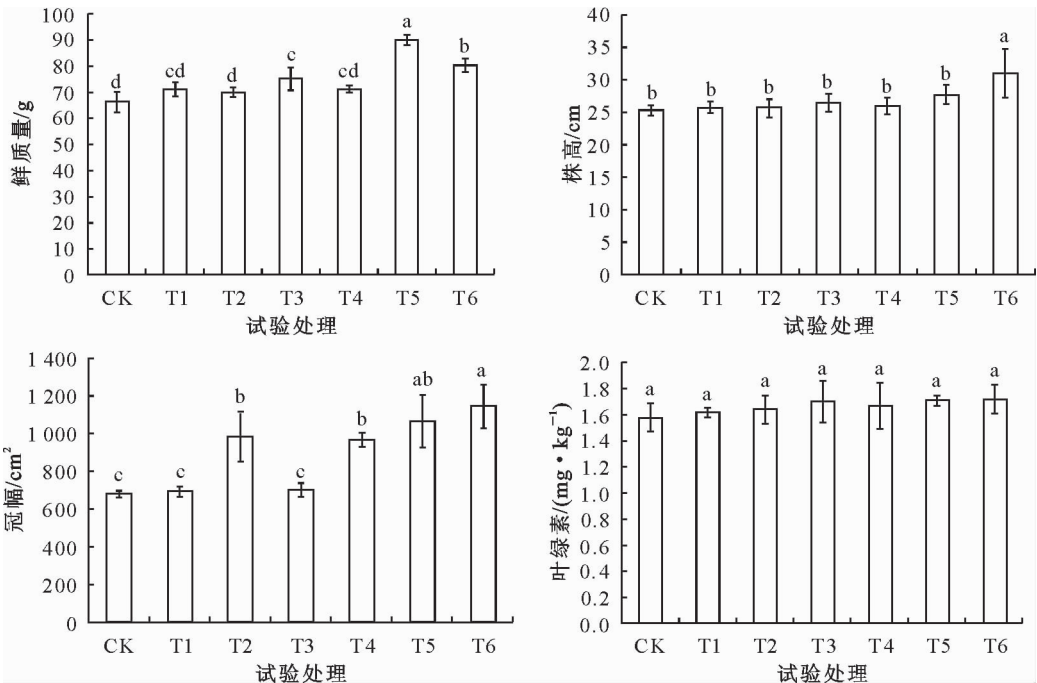 鲜质量/g
100
90
80
70
60
50
40
30
20
10
0
d
cd
d
c
cd
a
b
CK T1 T2 T3 T4 T5 T6
试验处理
株高/cm
40
35
30
25
20
15
10
5
0
b
b
b
b
b
b
a
CK T1 T2 T3 T4 T5 T6
试验处理
冠幅/cm²
1 400
1 200
1 000
800
600
400
200
0
c
c
b
c
b
ab
a
CK T1 T2 T3 T4 T5 T6
试验处理
叶绿素/(mg·kg⁻¹)
2.0
1.8
1.6
1.4
1.2
1.0
0.8
0.6
0.4
0.2
0.0
a
a
a
a
a
a
a
CK T1 T2 T3 T4 T5 T6
试验处理